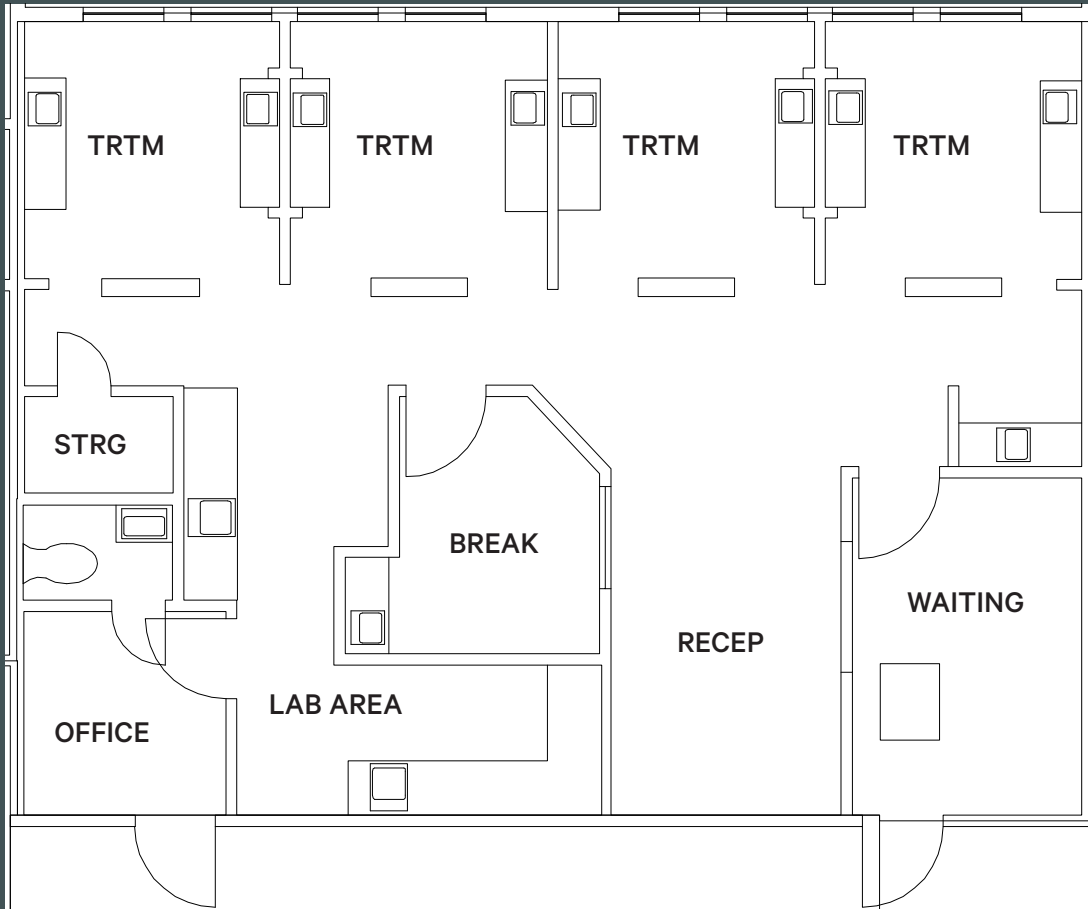 TRTM
TRTM
TRTM
TRTM
STRG
BREAK
WAITING
RECEP
LAB AREA
OFFICE